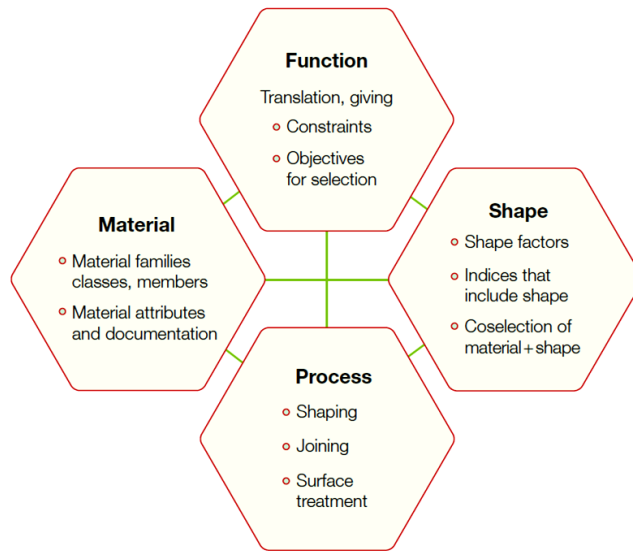 Function
Translation, giving
Constraints
Objectives
for selection
Material
Material families
classes, members
Material attributes
and documentation
Shape
Shape factors
Indices that
include shape
Coselection of
material+shape
Process
Shaping
Joining
Surface
treatment